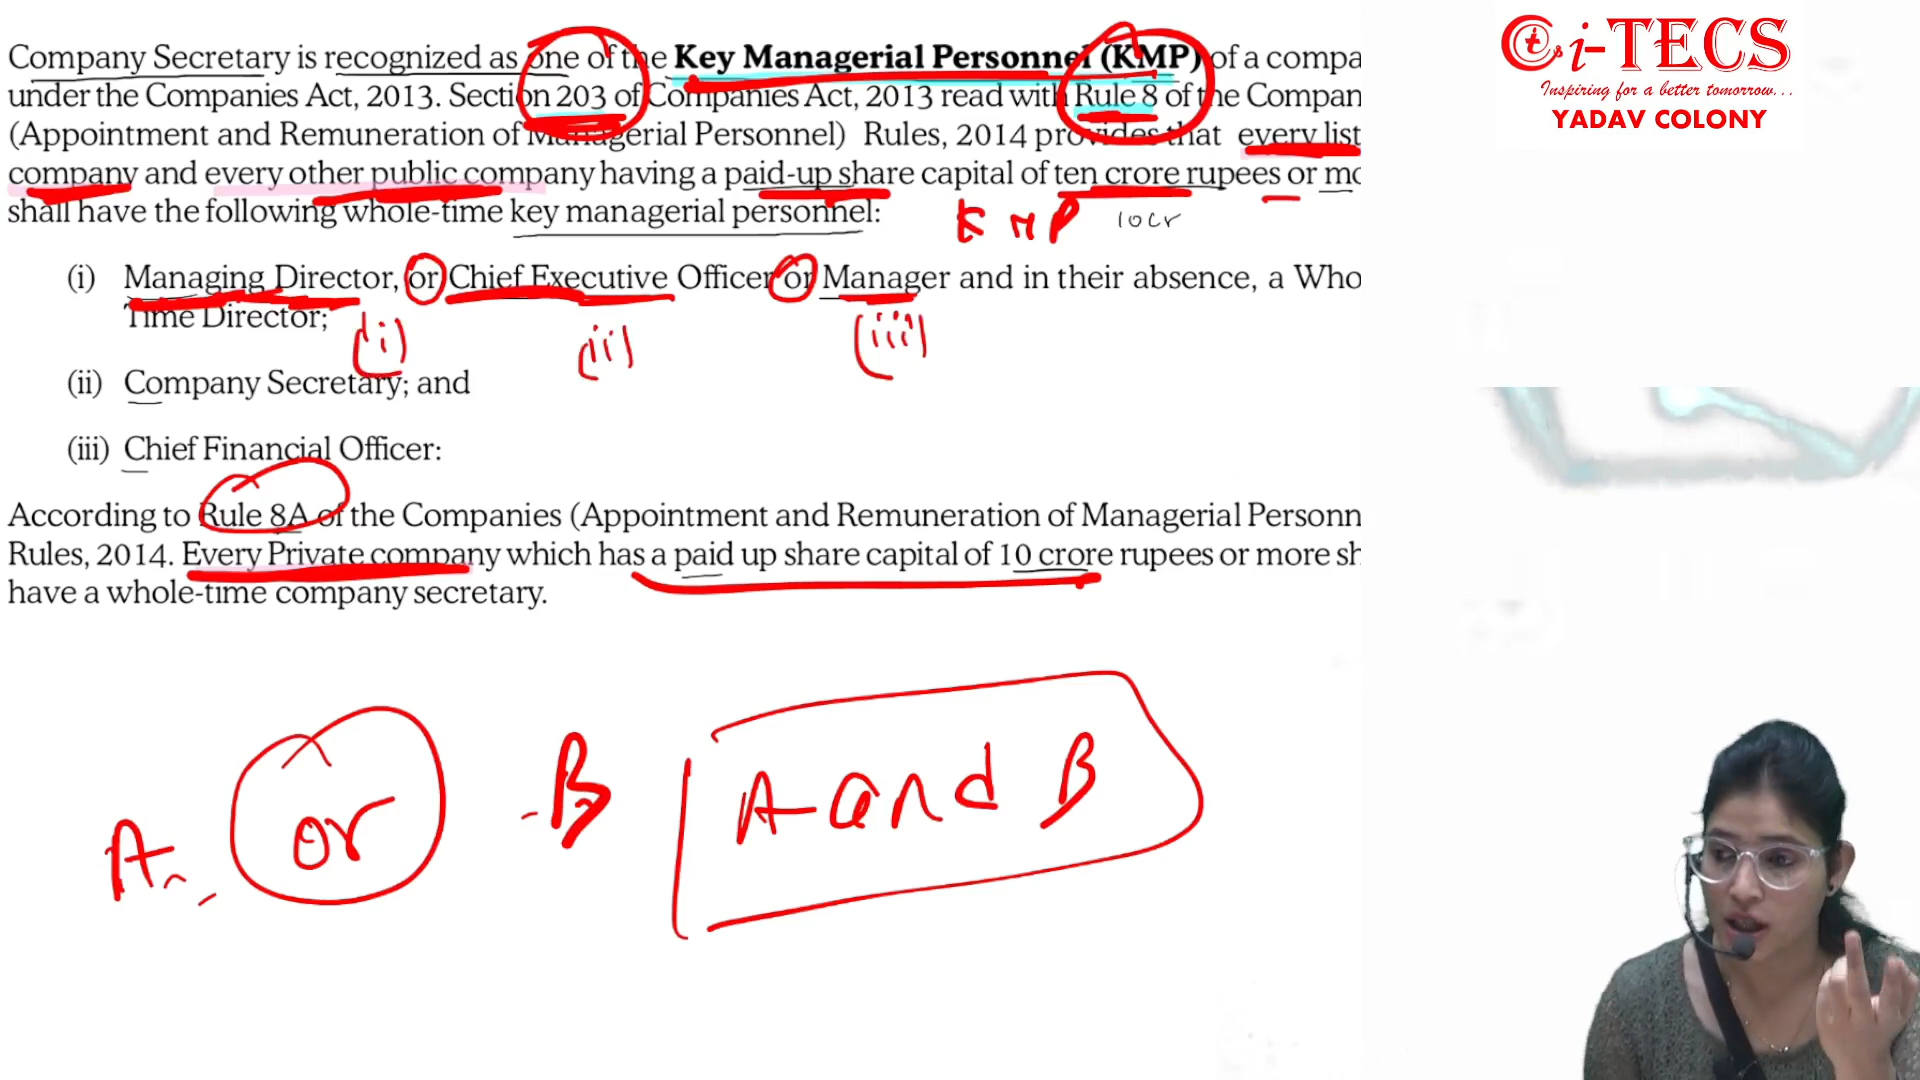 Company Secretary is recognized as one of the Key Managerial Personnel (KMP) of a compa
under the Companies Act, 2013. Section 203 of Companies Act, 2013 read with Rule 8 of the Compan
(Appointment and Remuneration of Managerial Personnel) Rules, 2014 provides that every list
company and every other public company having a paid-up share capital of ten crore rupees or mo
shall have the following whole-time key managerial personnel:
KMP 10cr
(i) Managing Director, or Chief Executive Officer or Manager and in their absence, a Who
Time Director;
(i) (ii) (iii)
(ii) Company Secretary; and
(iii) Chief Financial Officer:
According to Rule 8A of the Companies (Appointment and Remuneration of Managerial Personn
Rules, 2014. Every Private company which has a paid up share capital of 10 crore rupees or more sh
have a whole-time company secretary.
A or B
A and B
i-TECS
Inspiring for a better tomorrow...
YADAV COLONY